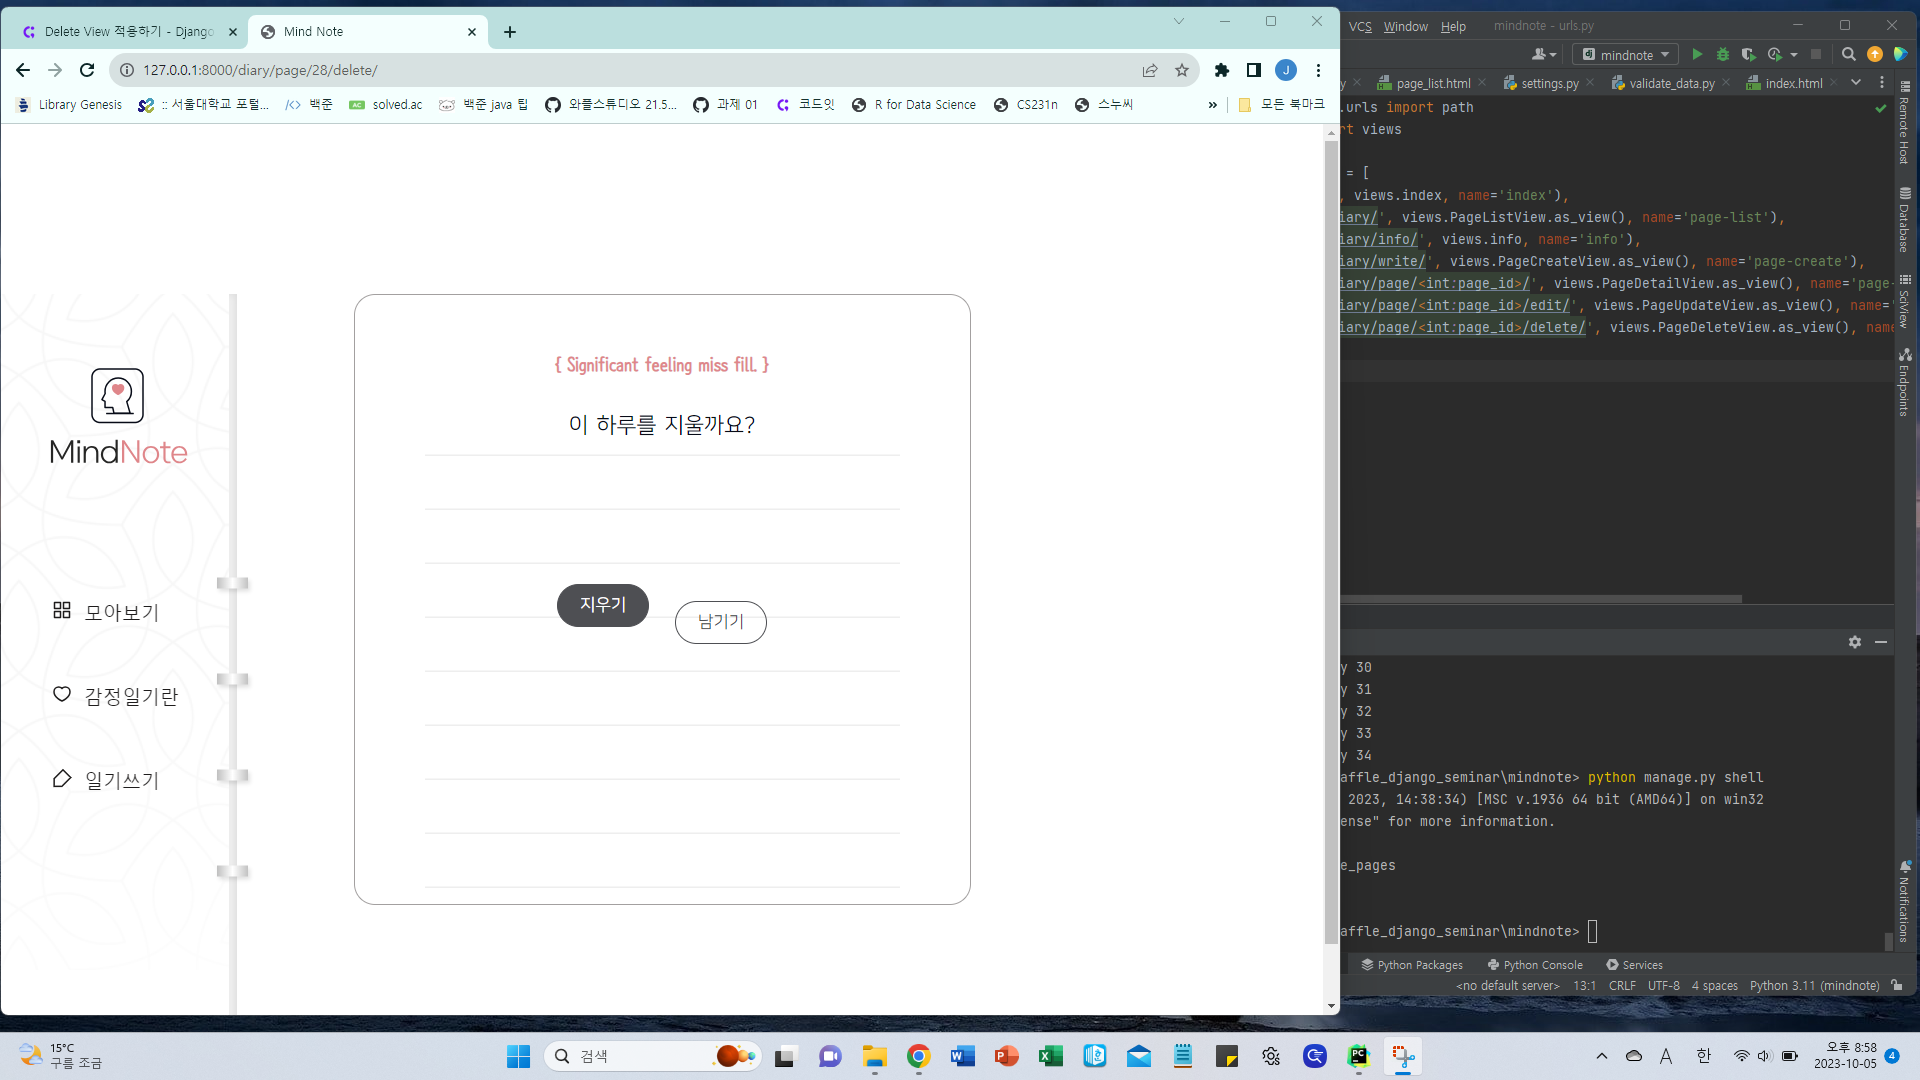 Delete View 적용하기 - Django
Mind Note
127.0.0.1:8000/diary/page/28/delete/
J
Library Genesis
:: 서울대학교 포털...
백준
solved.ac
백준 java 팁
와플스튜디오 21.5...
과제 01
코드잇
R for Data Science
CS231n
스누씨
»
모든 북마크
MindNote
모아보기
감정일기란
일기쓰기
{ Significant feeling miss fill. }
이 하루를 지울까요?
지우기
남기기
VCS Window Help mindnote - urls.py
mindnote
y page_list.html settings.py validate_data.py index.html
.urls import path
rt views
= [
, views.index, name='index'),
iary/', views.PageListView.as_view(), name='page-list'),
iary/info/', views.info, name='info'),
iary/write/', views.PageCreateView.as_view(), name='page-create'),
iary/page/<int:page_id>/', views.PageDetailView.as_view(), name='page-
iary/page/<int:page_id>/edit/', views.PageUpdateView.as_view(), name='
iary/page/<int:page_id>/delete/', views.PageDeleteView.as_view(), name
Remote Host
Database
SciView
Endpoints
Notifications
y 30
y 31
y 32
y 33
y 34
affle_django_seminar\mindnote> python manage.py shell
2023, 14:38:34) [MSC v.1936 64 bit (AMD64)] on win32
ense" for more information.
e_pages
affle_django_seminar\mindnote>
Python Packages Python Console Services
<no default server> 13:1 CRLF UTF-8 4 spaces Python 3.11 (mindnote)
15°C
구름 조금
검색
A 한
오후 8:58
2023-10-05
4